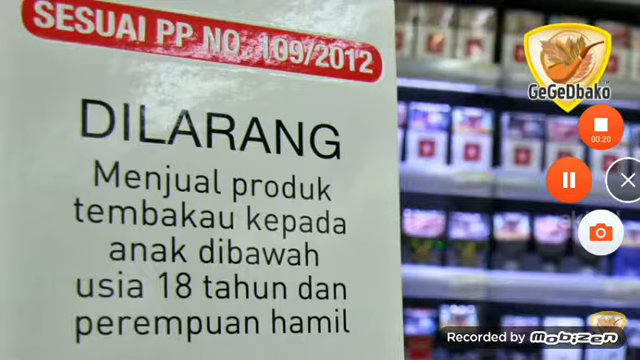 SESUAI PP NO. 109/2012
DILARANG
Menjual produk
tembakau kepada
anak dibawah
usia 18 tahun dan
perempuan hamil
GeGeDbako
00:20
Recorded by Mobizen